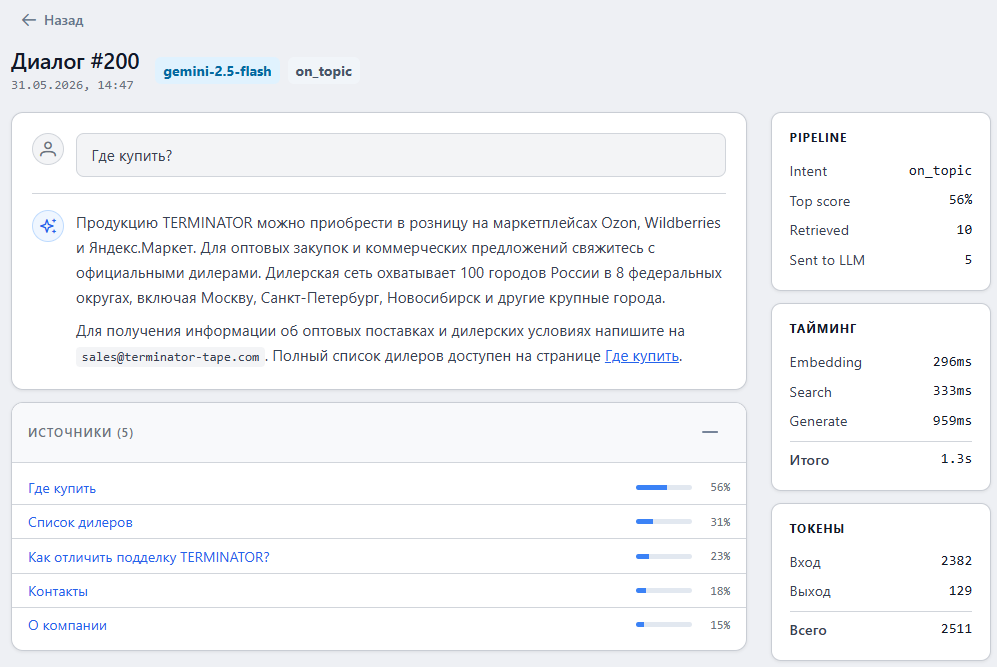 ← Назад
Диалог #200
gemini-2.5-flash
on_topic
31.05.2026, 14:47
Где купить?
Продукцию TERMINATOR можно приобрести в розницу на маркетплейсах Ozon, Wildberries
и Яндекс.Маркет. Для оптовых закупок и коммерческих предложений свяжитесь с
официальными дилерами. Дилерская сеть охватывает 100 городов России в 8 федеральных
округах, включая Москву, Санкт-Петербург, Новосибирск и другие крупные города.
Для получения информации об оптовых поставках и дилерских условиях напишите на
sales@terminator-tape.com. Полный список дилеров доступен на странице Где купить.
ИСТОЧНИКИ (5)
Где купить 56%
Список дилеров 31%
Как отличить подделку TERMINATOR? 23%
Контакты 18%
О компании 15%
PIPELINE
Intent on_topic
Top score 56%
Retrieved 10
Sent to LLM 5
ТАЙМИНГ
Embedding 296ms
Search 333ms
Generate 959ms
Итого 1.3s
ТОКЕНЫ
Вход 2382
Выход 129
Всего 2511